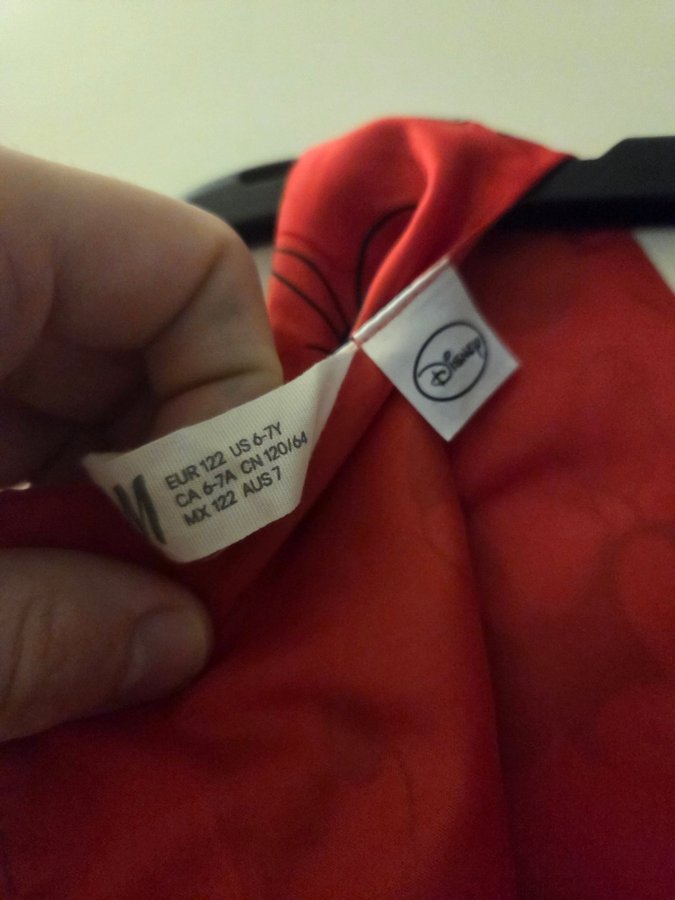 EUR 122 US 6-7Y
CA 6-7A CN 120/64
MX 122 AUS 7
Disney